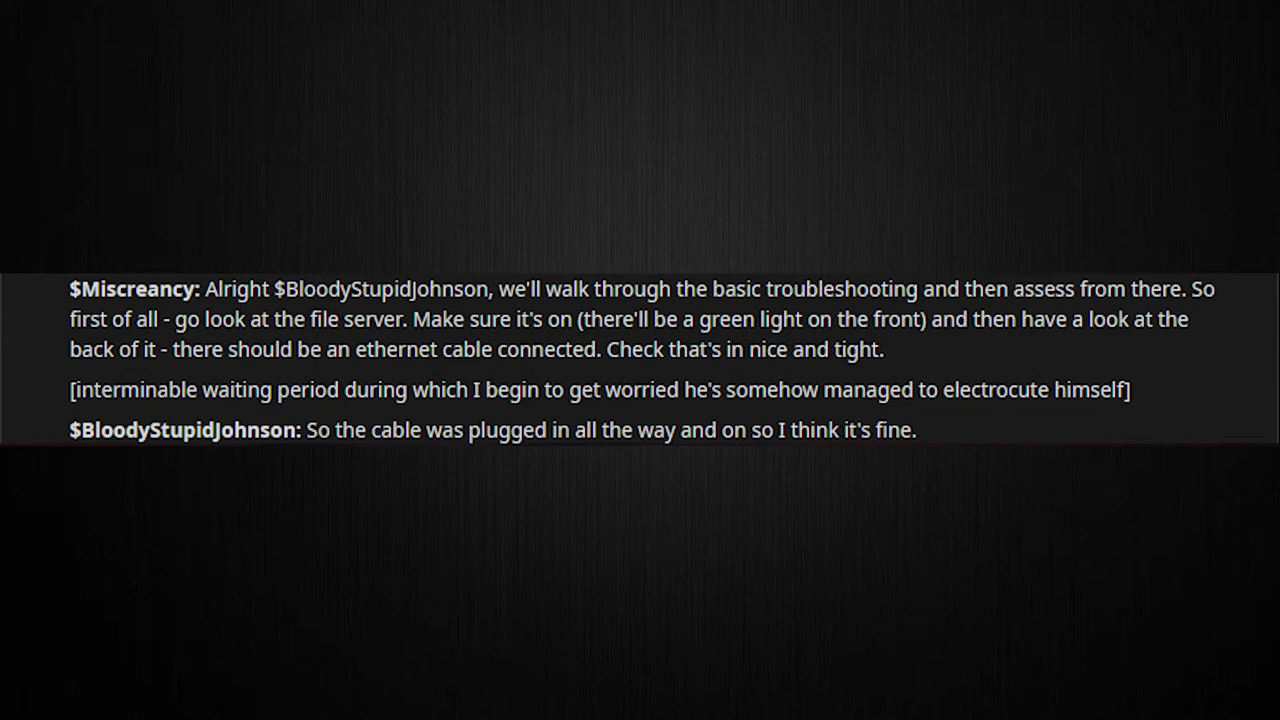 $Miscreancy: Alright $BloodyStupidJohnson, we'll walk through the basic troubleshooting and then assess from there. So
first of all - go look at the file server. Make sure it's on (there'll be a green light on the front) and then have a look at the
back of it - there should be an ethernet cable connected. Check that's in nice and tight.
[interminable waiting period during which I begin to get worried he's somehow managed to electrocute himself]
$BloodyStupidJohnson: So the cable was plugged in all the way and on so I think it's fine.